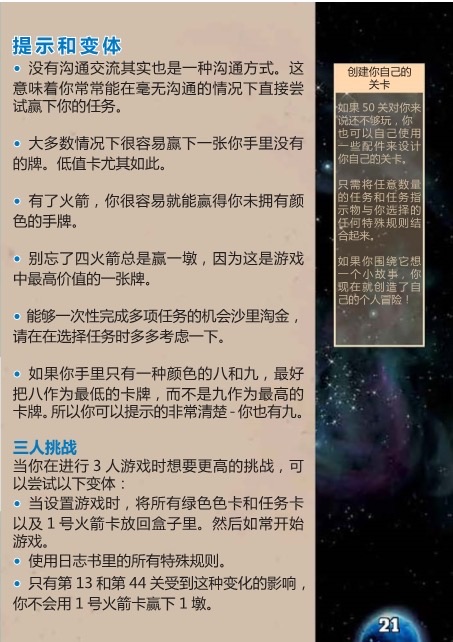 提示和变体
• 没有沟通交流其实也是一种沟通方式。这
意味着你常常能在毫无沟通的情况下直接尝
试赢下你的任务。
• 大多数情况下很容易赢下一张你手里没有
的牌。低值卡尤其如此。
• 有了火箭，你很容易就能赢得你未拥有颜
色的手牌。
• 别忘了四火箭总是赢一墩，因为这是游戏
中最高价值的一张牌。
• 能够一次性完成多项任务的机会沙里淘金，
请在在选择任务时多多考虑一下。
• 如果你手里只有一种颜色的八和九，最好
把八作为最低的卡牌，而不是九作为最高的
卡牌。所以你可以提示的非常清楚 - 你也有九。
三人挑战
当你在进行 3 人游戏时想要更高的挑战，可
以尝试以下变体：
• 当设置游戏时，将所有绿色色卡和任务卡
以及 1 号火箭卡放回盒子里。然后如常开始
游戏。
• 使用日志书里的所有特殊规则。
• 只有第 13 和第 44 关受到这种变化的影响，
你不会用 1 号火箭卡赢下 1 墩。
创建你自己的
关卡
如果 50 关对你来
说还不够玩，你
也可以自己使用
一些配件来设计
你自己的关卡。
只需将任意数量
的任务和任务指
示物与你选择的
任何特殊规则结
合起来。
如果你围绕它想
一个小故事，你
现在就创造了自
己的个人冒险！
21